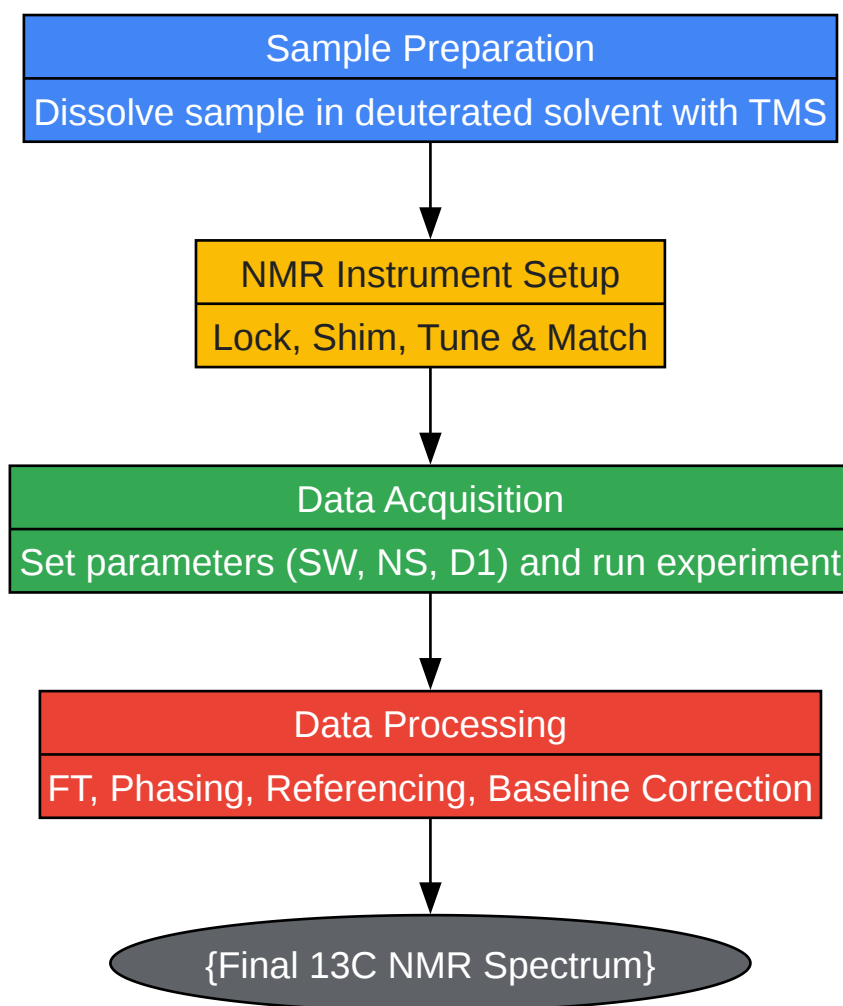 Sample Preparation
Dissolve sample in deuterated solvent with TMS
NMR Instrument Setup
Lock, Shim, Tune & Match
Data Acquisition
Set parameters (SW, NS, D1) and run experiment
Data Processing
FT, Phasing, Referencing, Baseline Correction
{Final 13C NMR Spectrum}